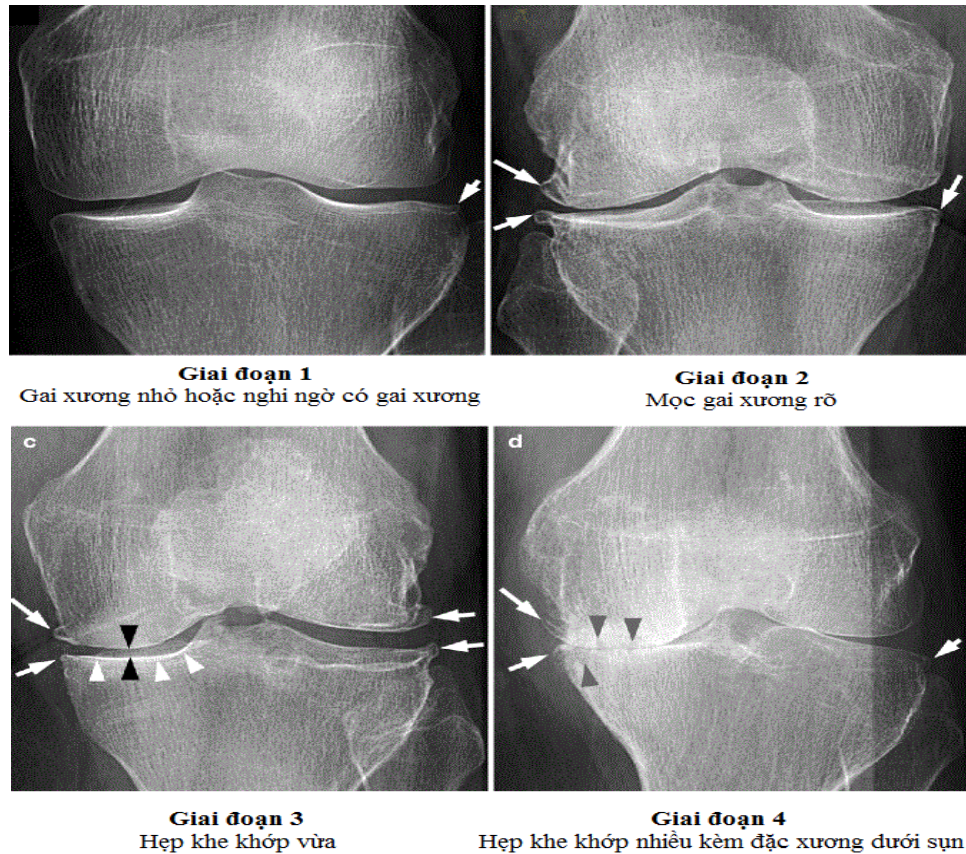 Giai đoạn 1
Gai xương nhỏ hoặc nghi ngờ có gai xương
Giai đoạn 2
Mọc gai xương rõ
c
d
Giai đoạn 3
Hẹp khe khớp vừa
Giai đoạn 4
Hẹp khe khớp nhiều kèm đặc xương dưới sụn